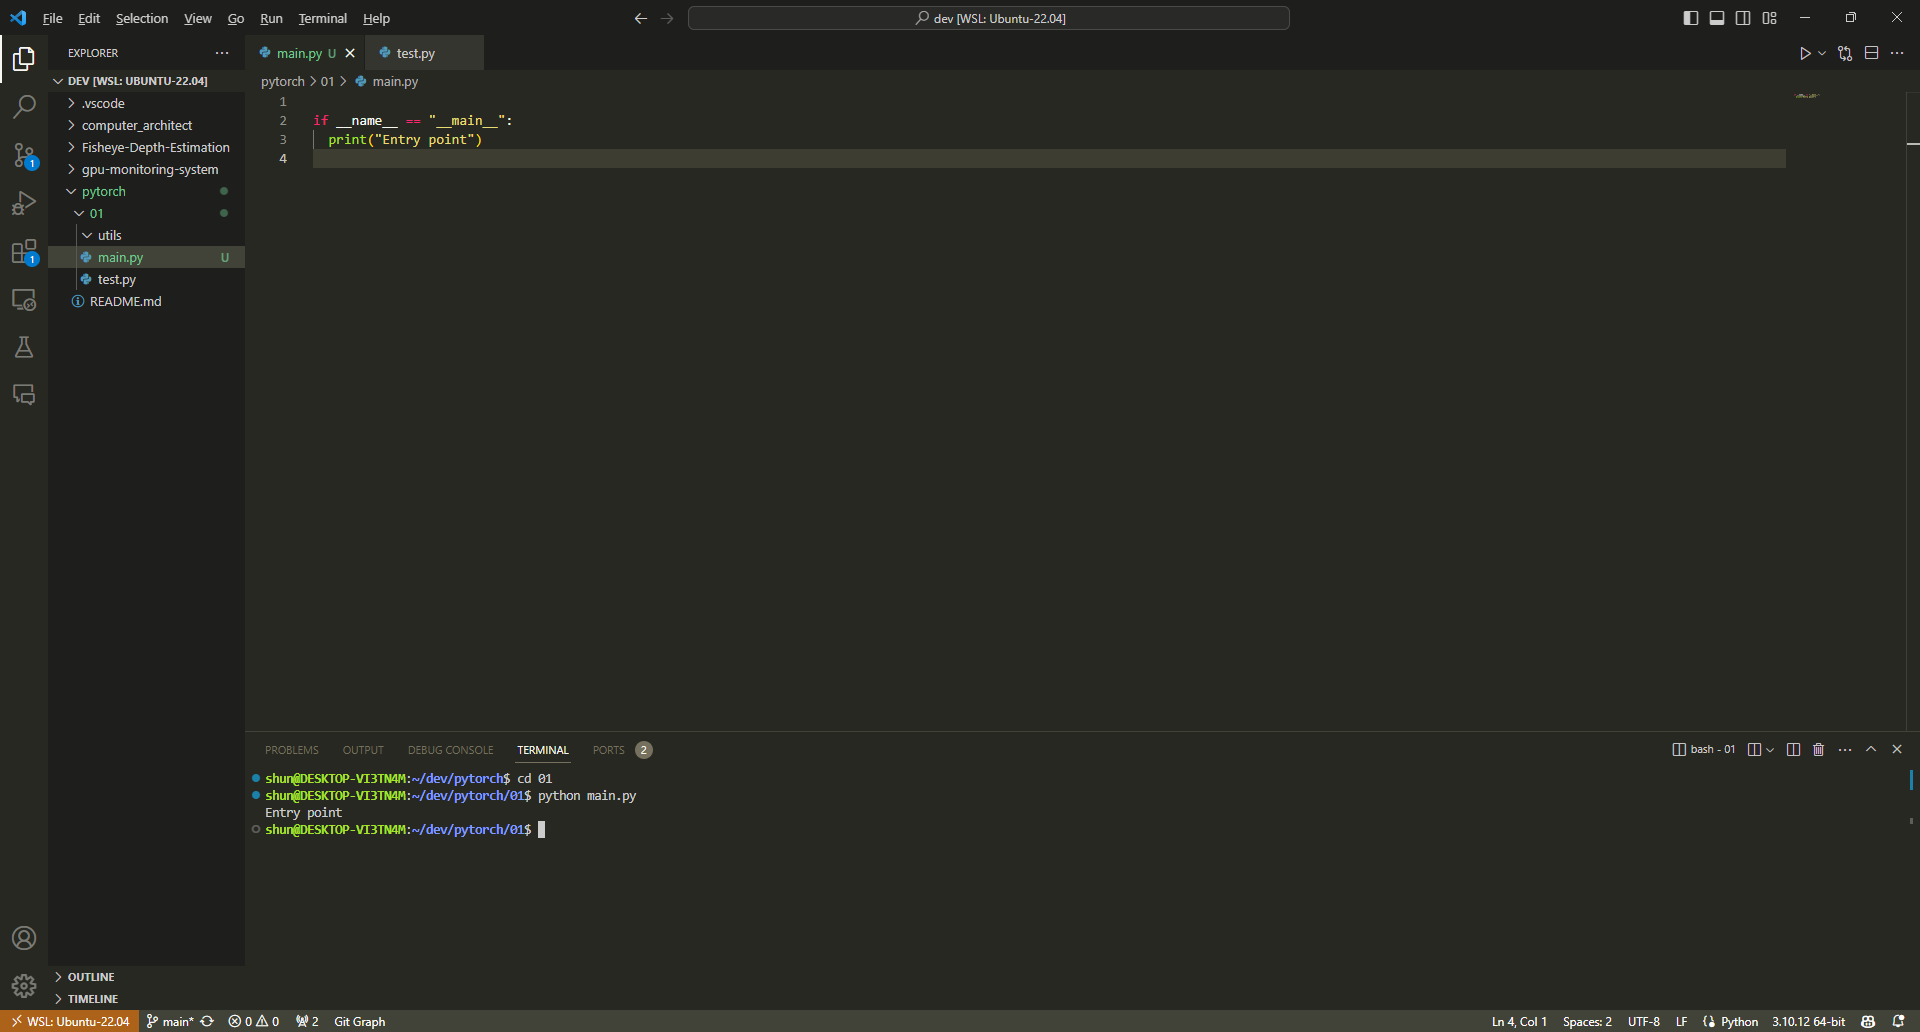 File Edit Selection View Go Run Terminal Help
dev [WSL: Ubuntu-22.04]
EXPLORER
DEV [WSL: UBUNTU-22.04]
.vscode
computer_architect
Fisheye-Depth-Estimation
gpu-monitoring-system
pytorch
01
utils
main.py U
test.py
README.md
OUTLINE
TIMELINE
main.py U
test.py
pytorch > 01 > main.py
1
2 if __name__ == "__main__":
3 print("Entry point")
4
PROBLEMS OUTPUT DEBUG CONSOLE TERMINAL PORTS 2
bash - 01
shun@DESKTOP-VI3TN4M:~/dev/pytorch$ cd 01
shun@DESKTOP-VI3TN4M:~/dev/pytorch/01$ python main.py
Entry point
shun@DESKTOP-VI3TN4M:~/dev/pytorch/01$
1
1
WSL: Ubuntu-22.04 main* 0 0 2 Git Graph
Ln 4, Col 1 Spaces: 2 UTF-8 LF Python 3.10.12 64-bit